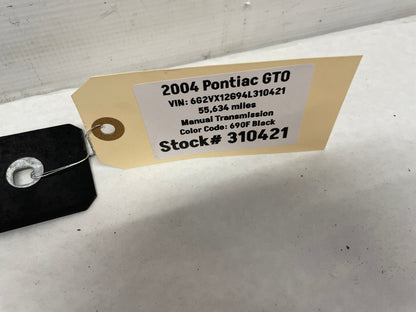 2004 Pontiac GTO
VIN: 6G2VX12G94L310421
55,634 miles
Manual Transmission
Color Code: 690F Black
Stock# 310421